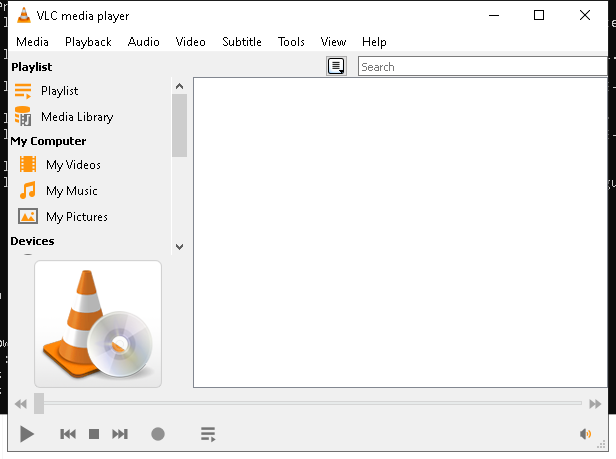 VLC media player
Media Playback Audio Video Subtitle Tools View Help
Playlist
Search
Playlist
Media Library
My Computer
My Videos
My Music
My Pictures
Devices